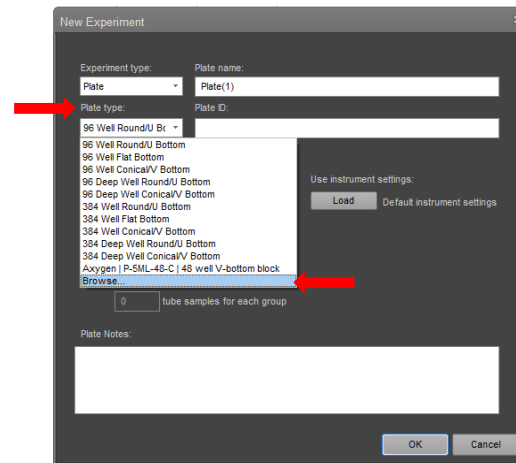 New Experiment
Experiment type:
Plate name:
Plate
Plate(1)
Plate type:
Plate ID:
96 Well Round/U Bc
96 Well Round/U Bottom
96 Well Flat Bottom
96 Well Conical/V Bottom
96 Deep Well Round/U Bottom
96 Deep Well Conical/V Bottom
384 Well Round/U Bottom
384 Well Flat Bottom
384 Well Conical/V Bottom
384 Deep Well Round/U Bottom
384 Deep Well Conical/V Bottom
Axygen | P-5ML-48-C | 48 well V-bottom block
Browse...
Use instrument settings:
Load
Default instrument settings
0
tube samples for each group
Plate Notes:
OK
Cancel